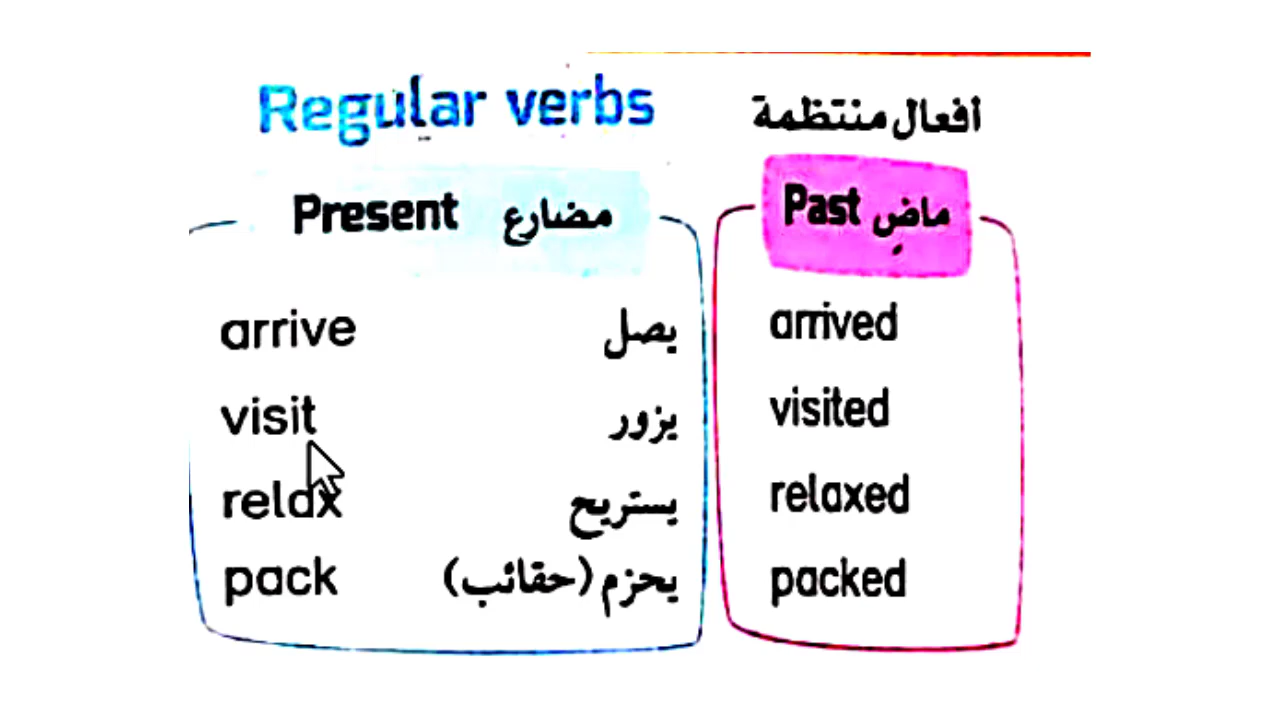 Regular verbs أفعال منتظمة
Present مضارع Past ماضٍ
arrive يصل arrived
visit يزور visited
relax يستريح relaxed
pack يحزم (حقائب) packed